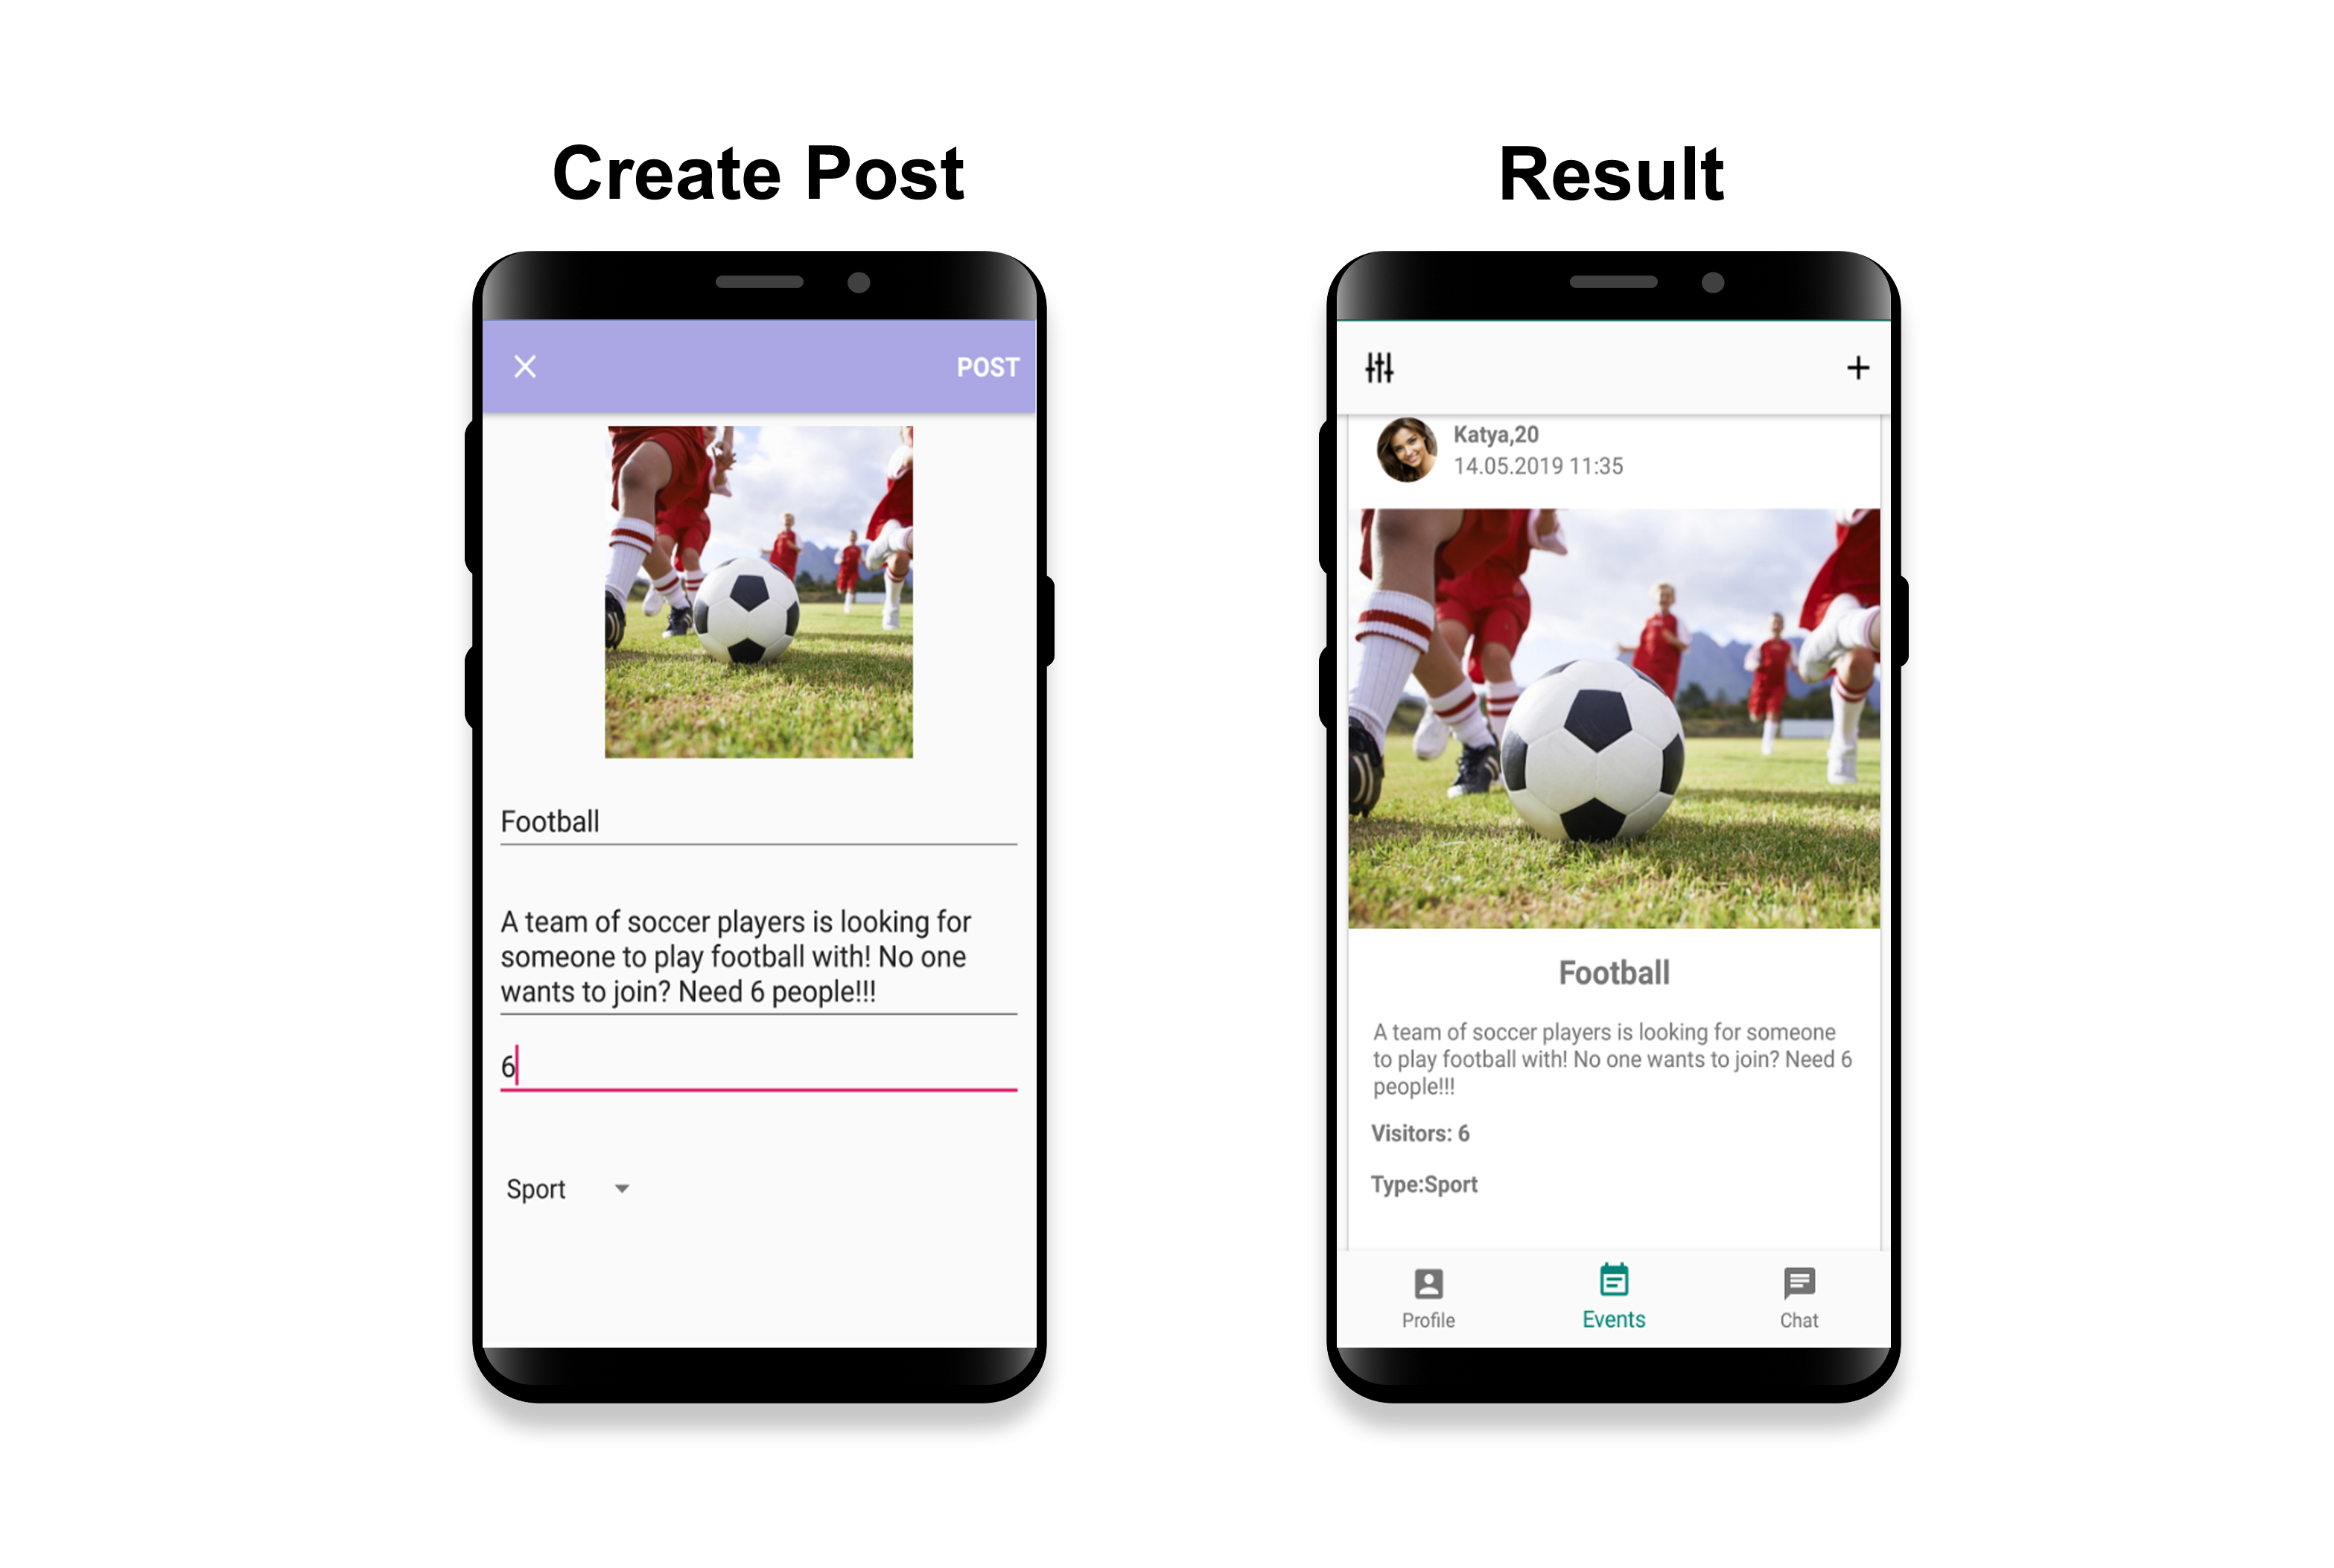 Create Post
POST
Football
A team of soccer players is looking for
someone to play football with! No one
wants to join? Need 6 people!!!
6
Sport
Result
Katya,20
14.05.2019 11:35
Football
A team of soccer players is looking for someone
to play football with! No one wants to join? Need 6
people!!!
Visitors: 6
Type:Sport
Profile
Events
Chat